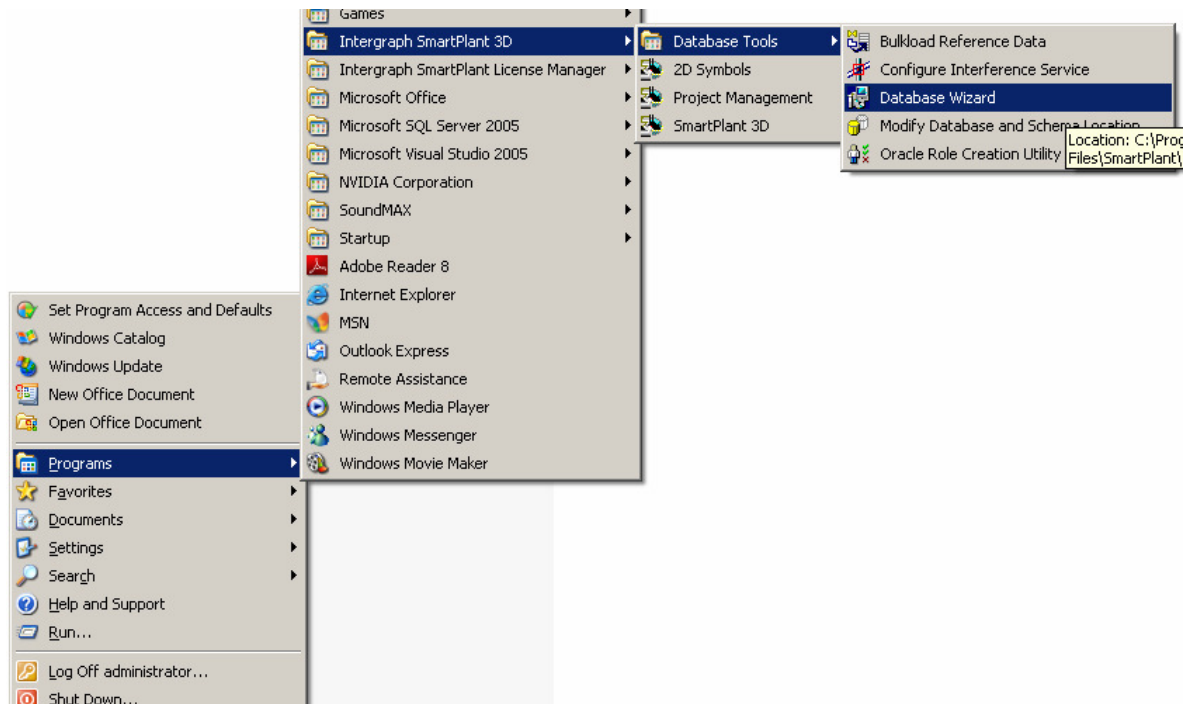 Games
Intergraph SmartPlant 3D
Intergraph SmartPlant License Manager
Microsoft Office
Microsoft SQL Server 2005
Microsoft Visual Studio 2005
NVIDIA Corporation
SoundMAX
Startup
Adobe Reader 8
Internet Explorer
MSN
Outlook Express
Remote Assistance
Windows Media Player
Windows Messenger
Windows Movie Maker
Database Tools
2D Symbols
Project Management
SmartPlant 3D
Bulkload Reference Data
Configure Interference Service
Database Wizard
Modify Database and Schema Location
Oracle Role Creation Utility
Location: C:\Prog
Files\SmartPlant\
Set Program Access and Defaults
Windows Catalog
Windows Update
New Office Document
Open Office Document
Programs
Favorites
Documents
Settings
Search
Help and Support
Run...
Log Off administrator...
Shut Down...